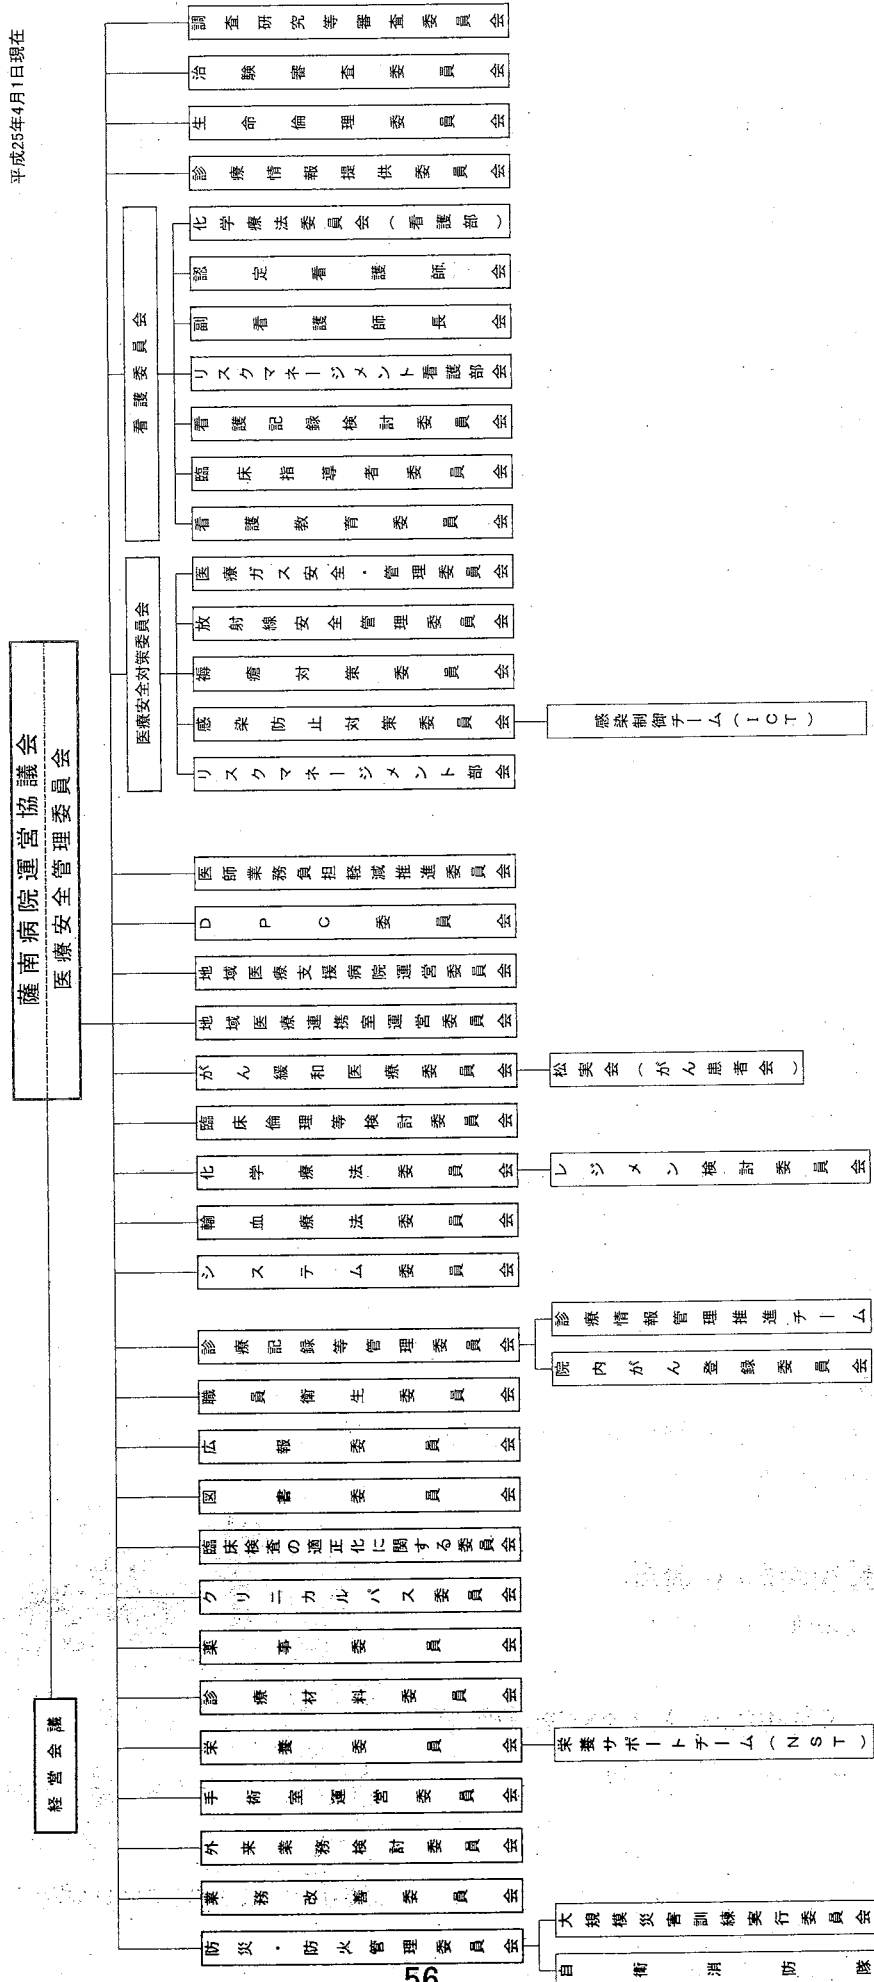 平成25年4月1日現在
薩南病院運営協議会
医療安全管理委員会
経営会議
防災・防火管理委員会
自衛消防隊
大規模災害訓練実行委員会
業務改善委員会
外来業務検討委員会
手術室運営委員会
栄養委員会
栄養サポートチーム（NST）
診療材料委員会
薬事委員会
クリニカルパス委員会
臨床検査の適正化に関する委員会
図書委員会
広報委員会
職員衛生委員会
診療記録等管理委員会
院内がん登録委員会
診療情報管理推進チーム
システム委員会
輸血療法委員会
化学療法委員会
レジメン検討委員会
臨床倫理等検討委員会
がん緩和医療委員会
松実会（がん患者会）
地域医療連携室運営委員会
地域医療支援病院運営委員会
DPC委員会
医師業務負担軽減推進委員会
医療安全対策委員会
リスクマネージメント部会
感染防止対策委員会
感染制御チーム（ICT）
褥瘡対策委員会
放射線安全管理委員会
医療ガス安全・管理委員会
看護委員会
看護教育委員会
臨床指導者委員会
看護記録検討委員会
リスクマネージメント看護部会
副看護師長会
認定看護師会
化学療法委員会（看護部）
診療情報提供委員会
生命倫理委員会
治験審査委員会
調査研究等審査委員会
56